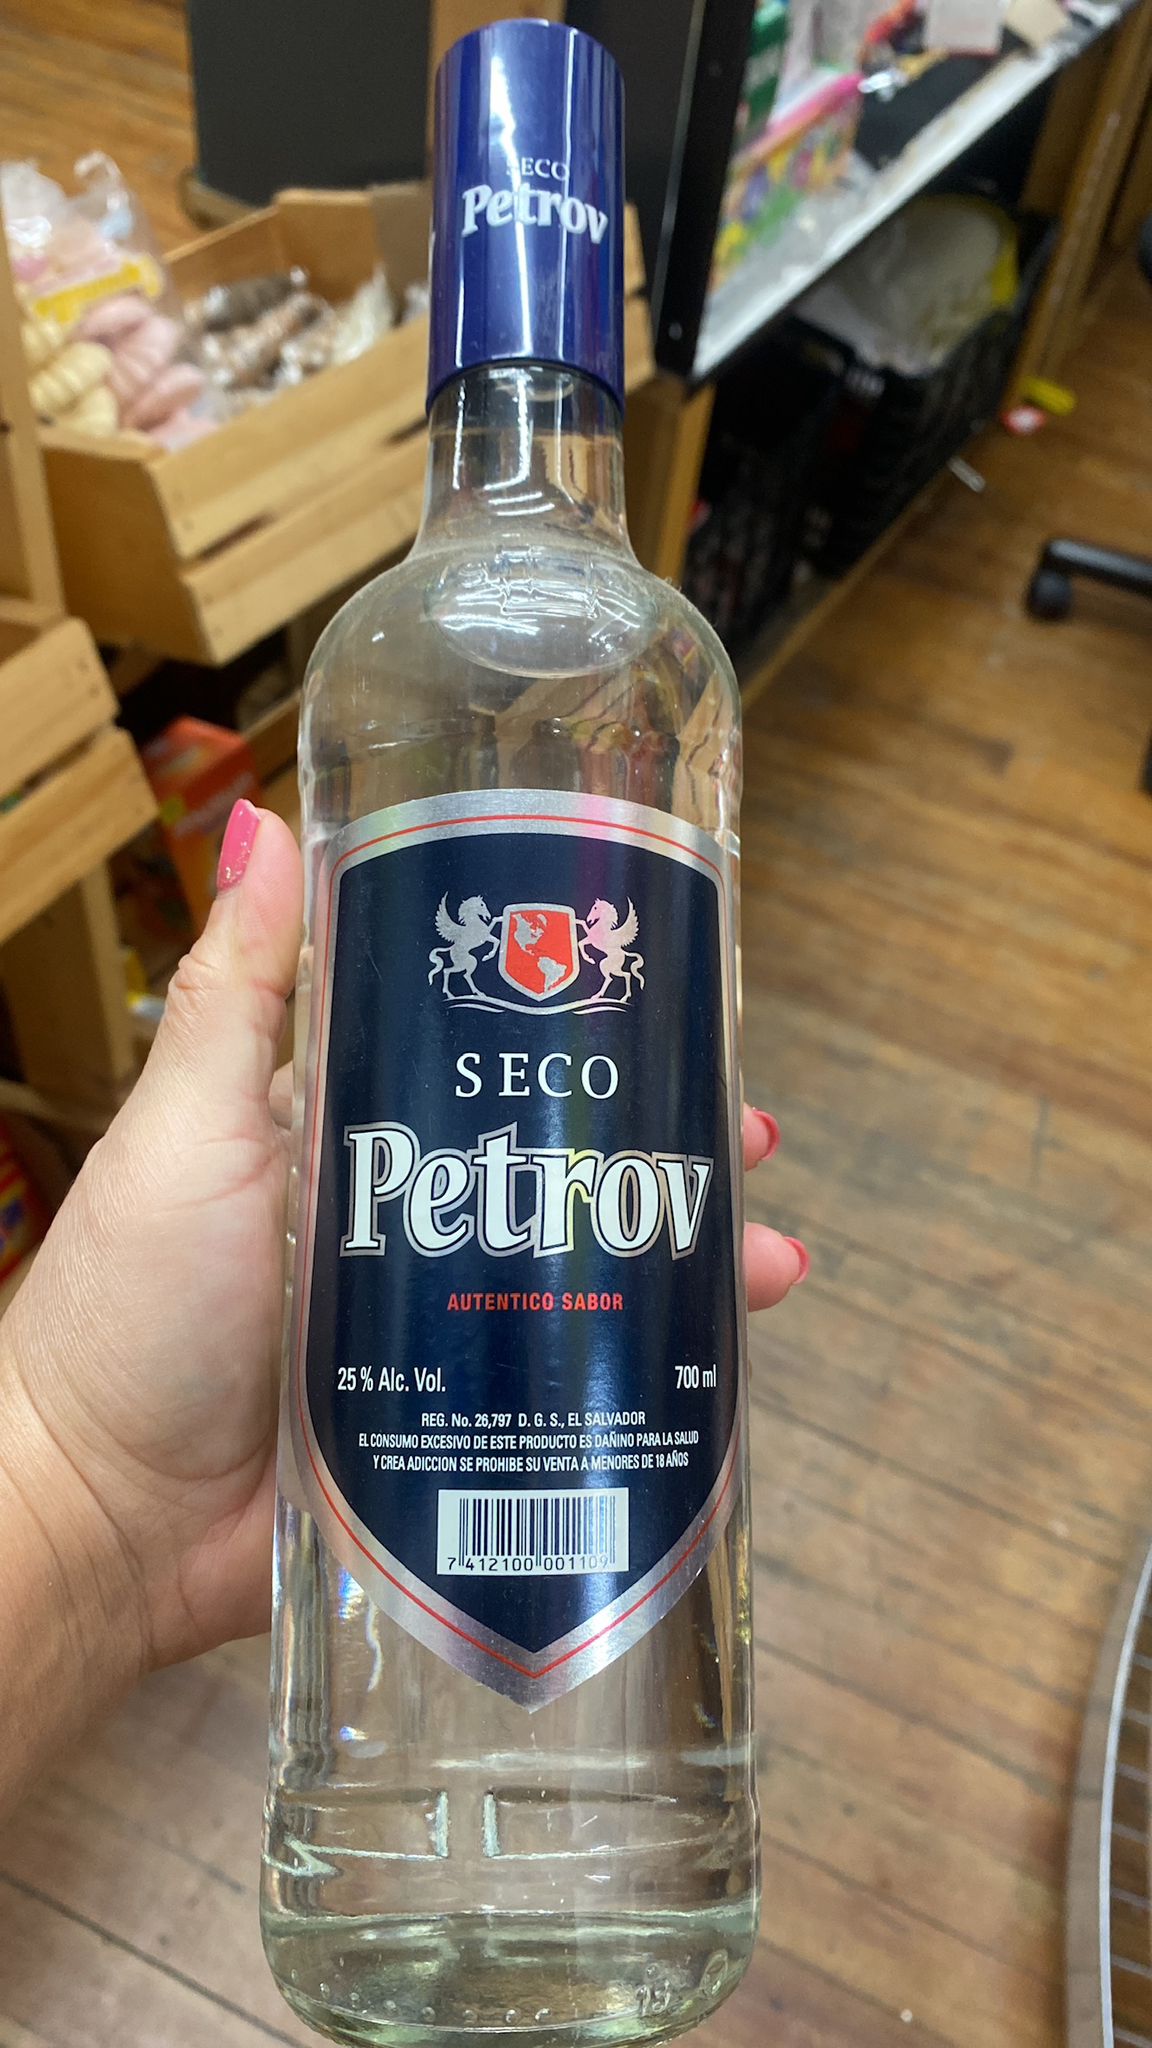 SECO
Petrov
SECO
Petrov
AUTENTICO SABOR
25 % Alc. Vol. 700 ml
REG. No. 26,797 D. G. S., EL SALVADOR
EL CONSUMO EXCESIVO DE ESTE PRODUCTO ES DAÑINO PARA LA SALUD
Y CREA ADICCION SE PROHIBE SU VENTA A MENORES DE 18 AÑOS
7 412100 001109